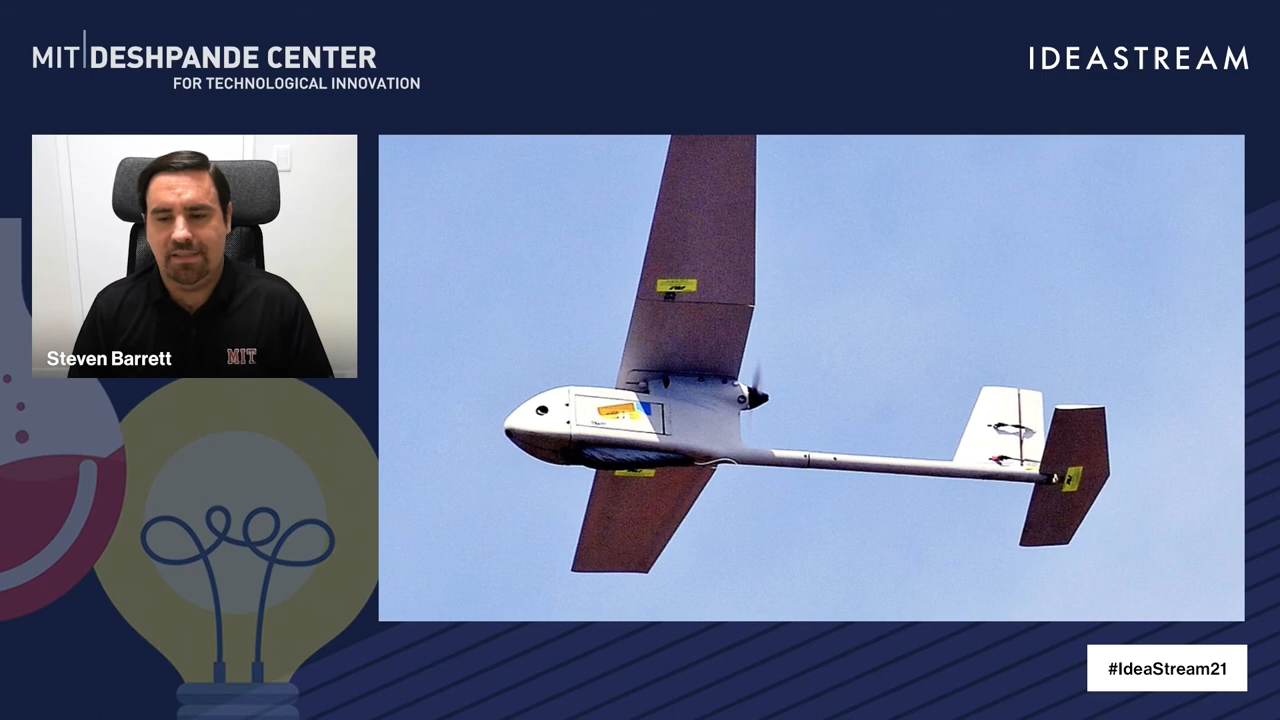 MIT DESHPANDE CENTER
FOR TECHNOLOGICAL INNOVATION
IDEASTREAM
Steven Barrett
MIT
#IdeaStream21